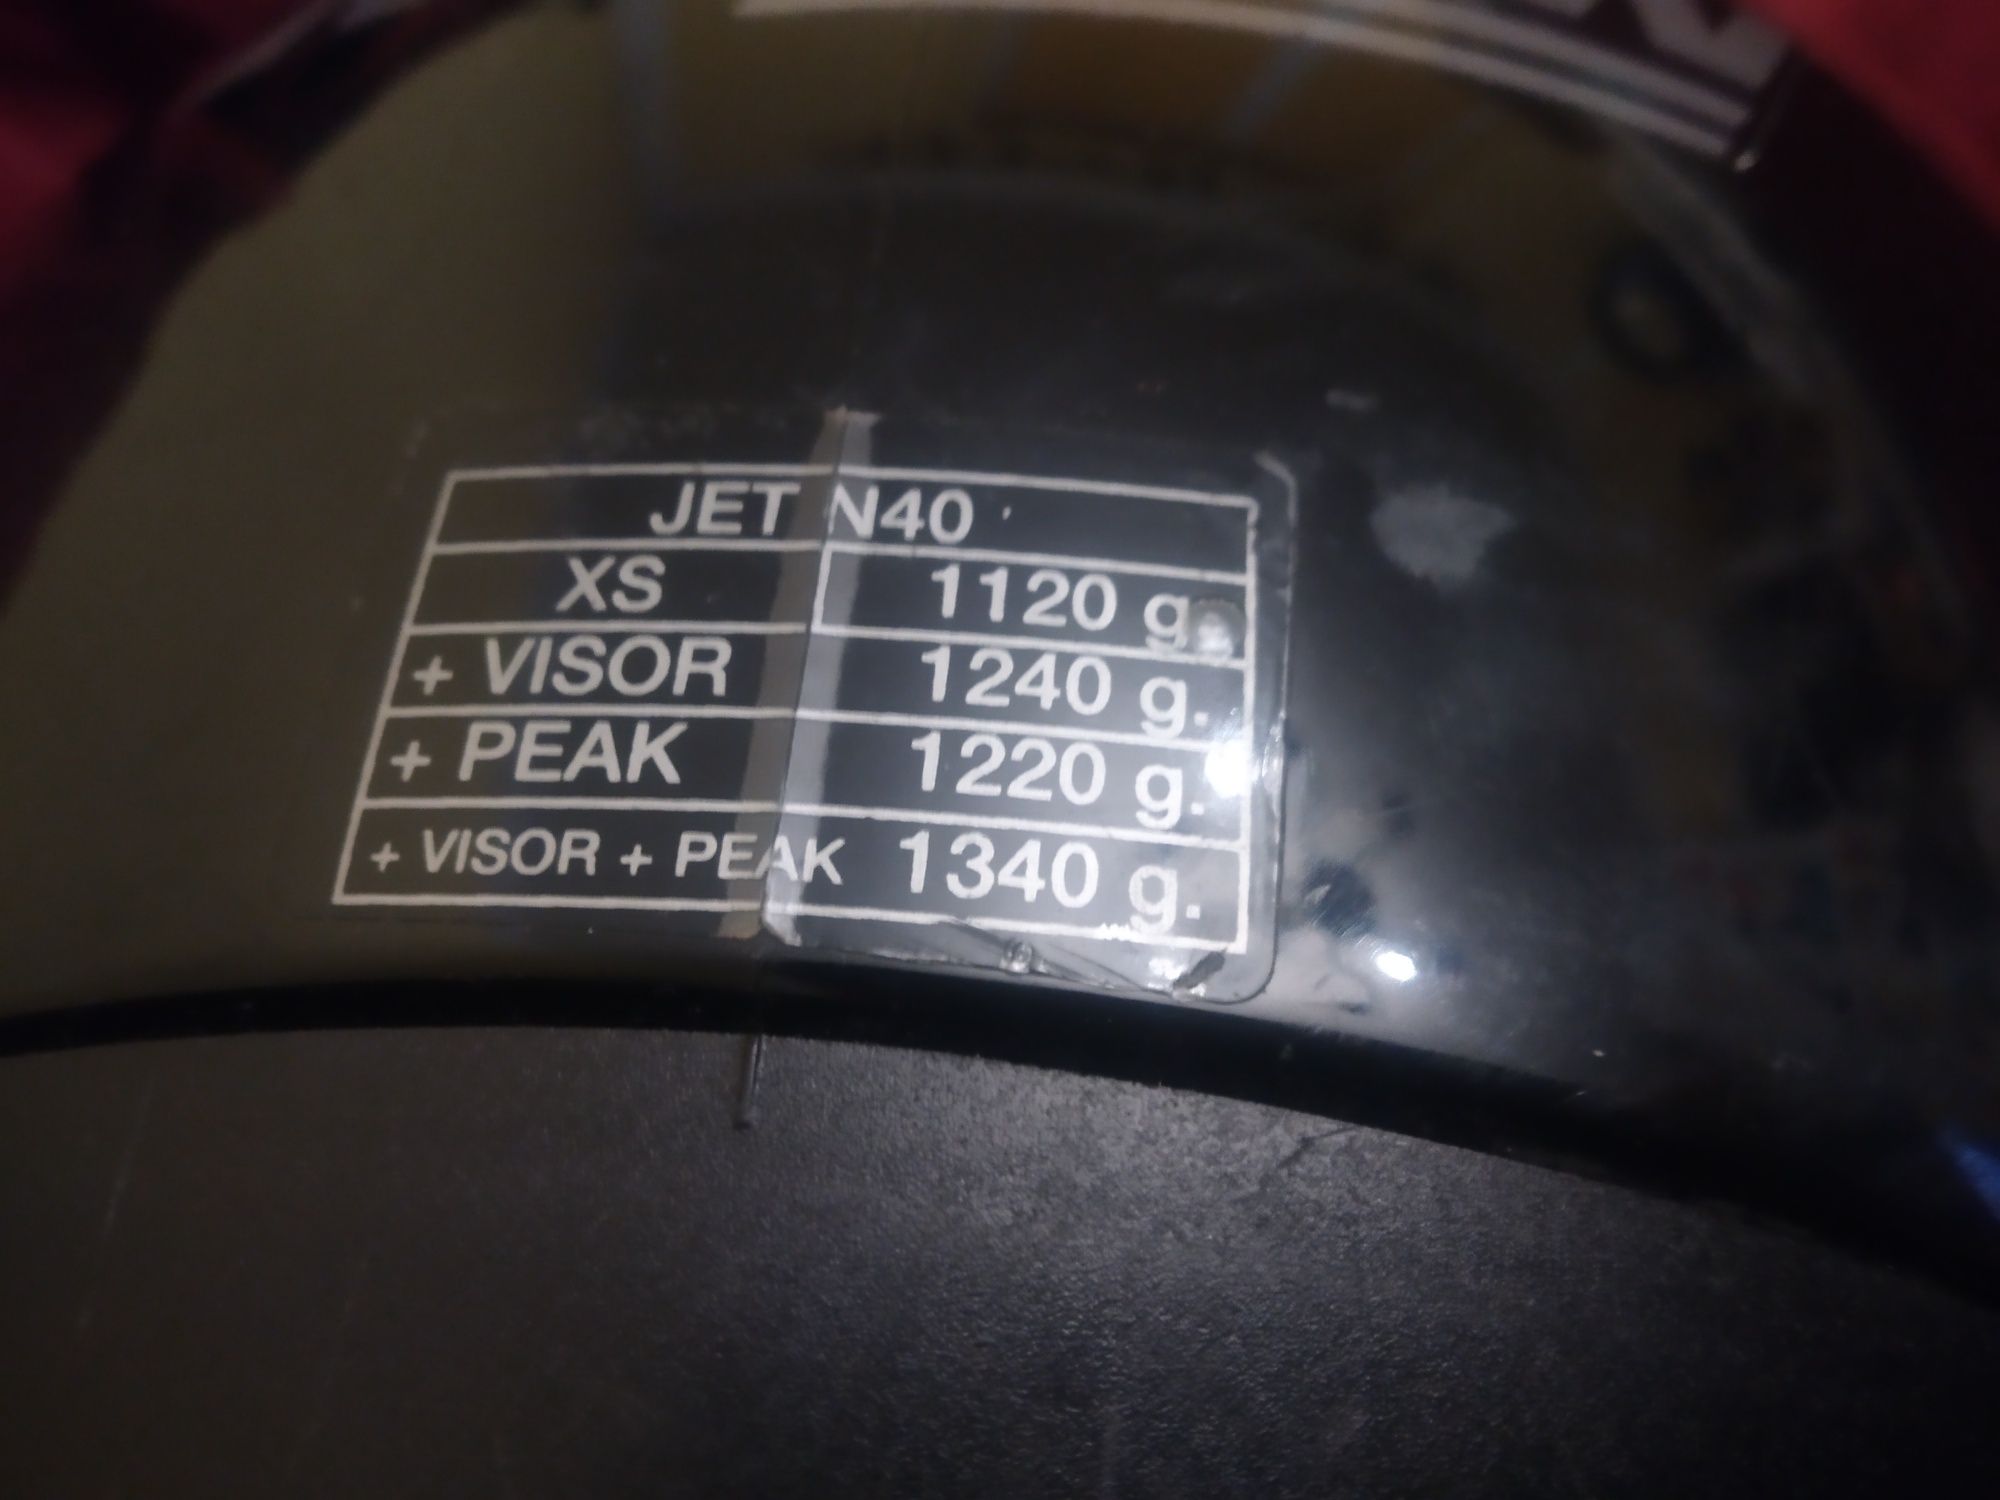 JET N40
XS 1120 g.
+ VISOR 1240 g.
+ PEAK 1220 g.
+ VISOR + PEAK 1340 g.